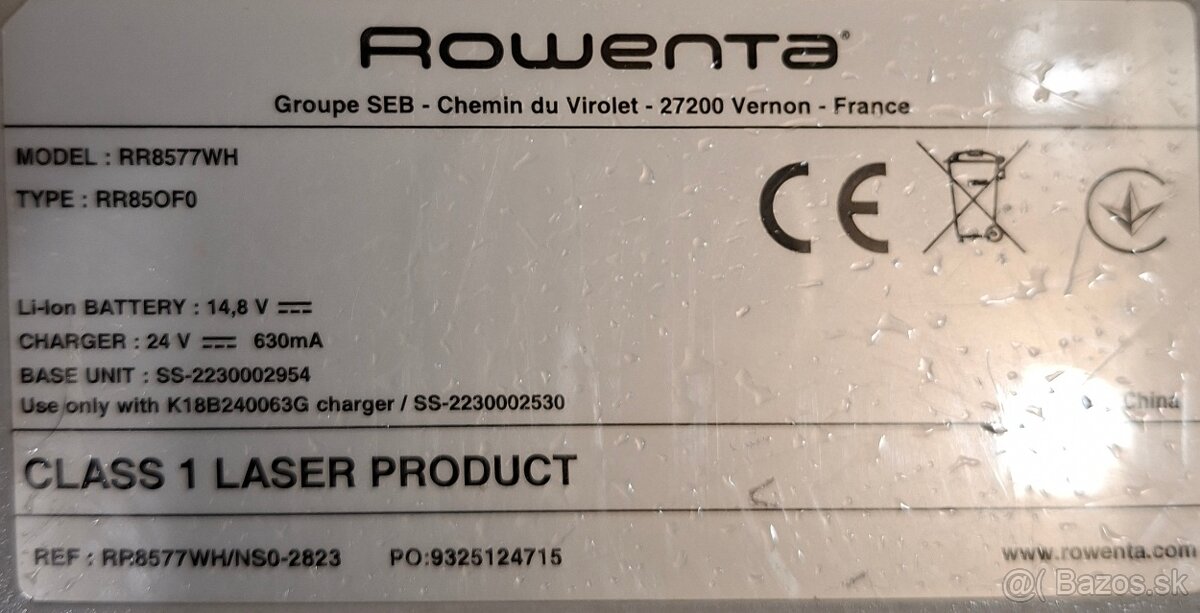 Rowenta®
Groupe SEB - Chemin du Virolet - 27200 Vernon - France
MODEL : RR8577WH
TYPE : RR85OF0
CE
Li-Ion BATTERY : 14,8 V
CHARGER : 24 V 630mA
BASE UNIT : SS-2230002954
Use only with K18B240063G charger / SS-2230002530
China
CLASS 1 LASER PRODUCT
REF : RR8577WH/NS0-2823 PO:9325124715
www.rowenta.com
@( Bazos.sk